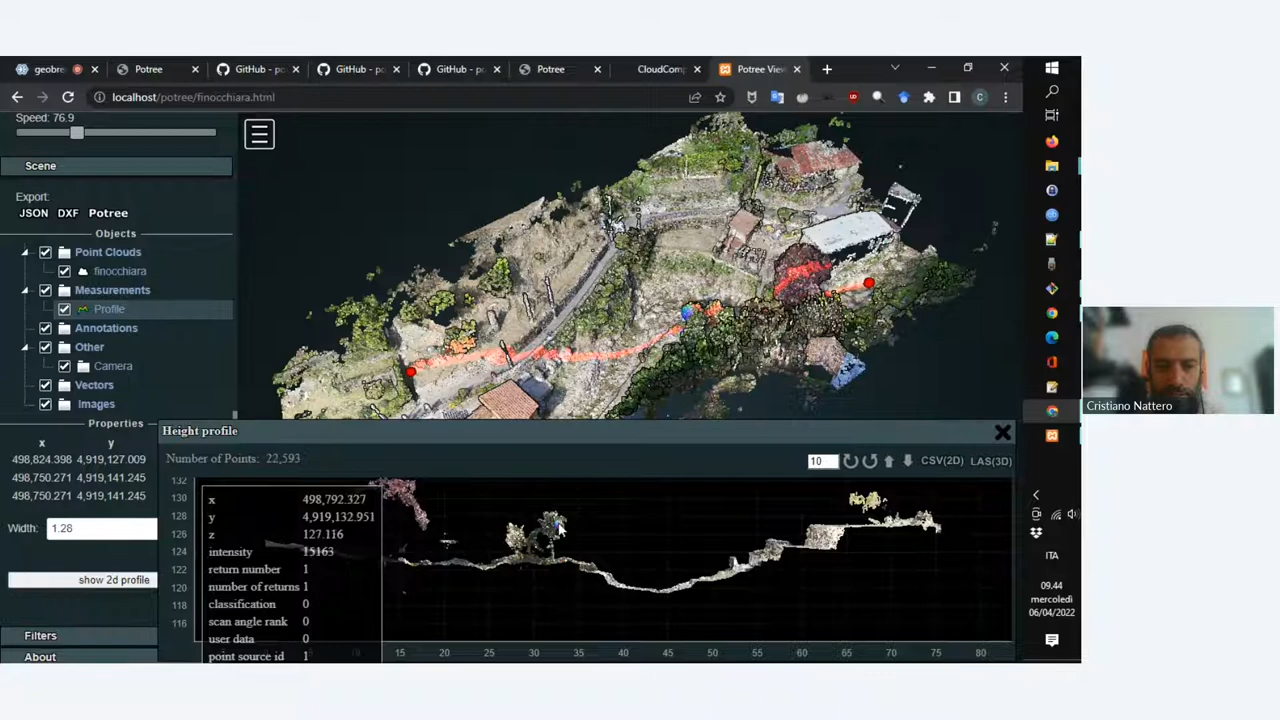 geobre
Potree
GitHub - po
GitHub - po
GitHub - po
Potree
CloudComp
Potree View
localhost/potree/finocchiara.html
C
Speed: 76.9
Scene
Export:
JSON DXF Potree
Objects
Point Clouds
finocchiara
Measurements
Profile
Annotations
Other
Camera
Vectors
Images
Properties
x y
498,824.398 4,919,127.009
498,750.271 4,919,141.245
498,750.271 4,919,141.245
Width: 1.28
show 2d profile
Filters
About
Height profile
Number of Points: 22,593
10 CSV(2D) LAS(3D)
132
130
128
126
124
122
120
118
116
x 498,792.327
y 4,919,132.951
z 127.116
intensity 15163
return number 1
number of returns 1
classification 0
scan angle rank 0
user data 0
point source id 1
15 20 25 30 35 40 45 50 55 60 65 70 75 80
ITA
09.44
mercoledì
06/04/2022
Cristiano Nattero